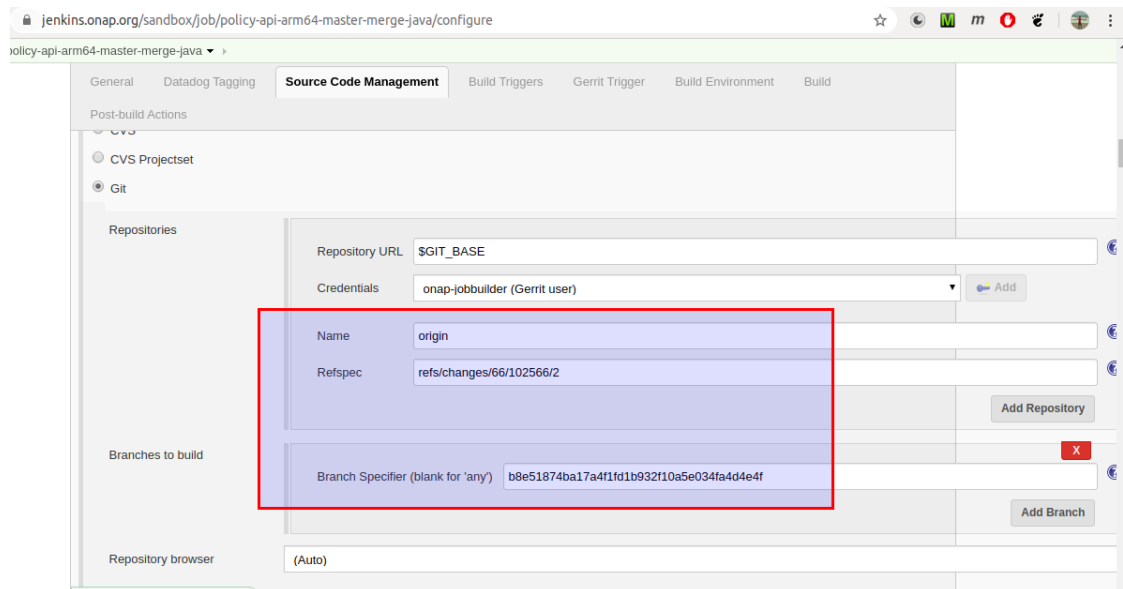 jenkins.onap.org/sandbox/job/policy-api-arm64-master-merge-java/configure
policy-api-arm64-master-merge-java
General Datadog Tagging Source Code Management Build Triggers Gerrit Trigger Build Environment Build
Post-build Actions
CVS
CVS Projectset
Git
Repositories
Repository URL $GIT_BASE
Credentials onap-jobbuilder (Gerrit user) Add
Name origin
Refspec refs/changes/66/102566/2
Add Repository
Branches to build
X
Branch Specifier (blank for 'any') b8e51874ba17a4f1fd1b932f10a5e034fa4d4e4f
Add Branch
Repository browser (Auto)